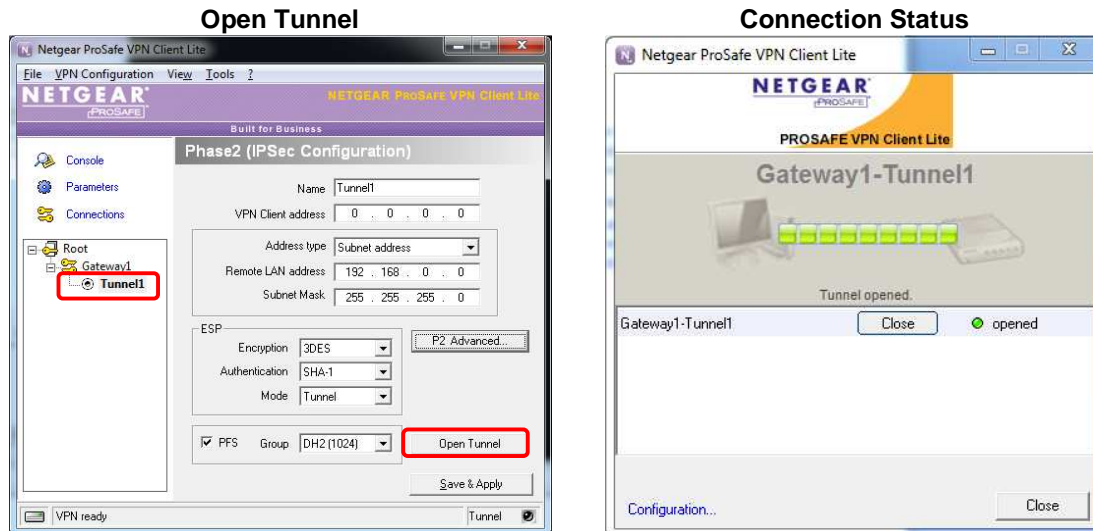 Open Tunnel
Netgear ProSafe VPN Client Lite
File VPN Configuration View Tools ?
NETGEAR
PROSAFE
NETGEAR PROSAFE VPN Client Lite
Built for Business
Console
Parameters
Connections
Root
Gateway1
Tunnel1
Phase2 (IPSec Configuration)
Name Tunnel1
VPN Client address 0 . 0 . 0 . 0
Address type Subnet address
Remote LAN address 192 . 168 . 0 . 0
Subnet Mask 255 . 255 . 255 . 0
ESP
Encryption 3DES
P2 Advanced...
Authentication SHA-1
Mode Tunnel
PFS Group DH2 (1024) Open Tunnel
Save & Apply
VPN ready Tunnel
Connection Status
Netgear ProSafe VPN Client Lite
NETGEAR
PROSAFE
PROSAFE VPN Client Lite
Gateway1-Tunnel1
Tunnel opened.
Gateway1-Tunnel1 Close opened
Configuration... Close